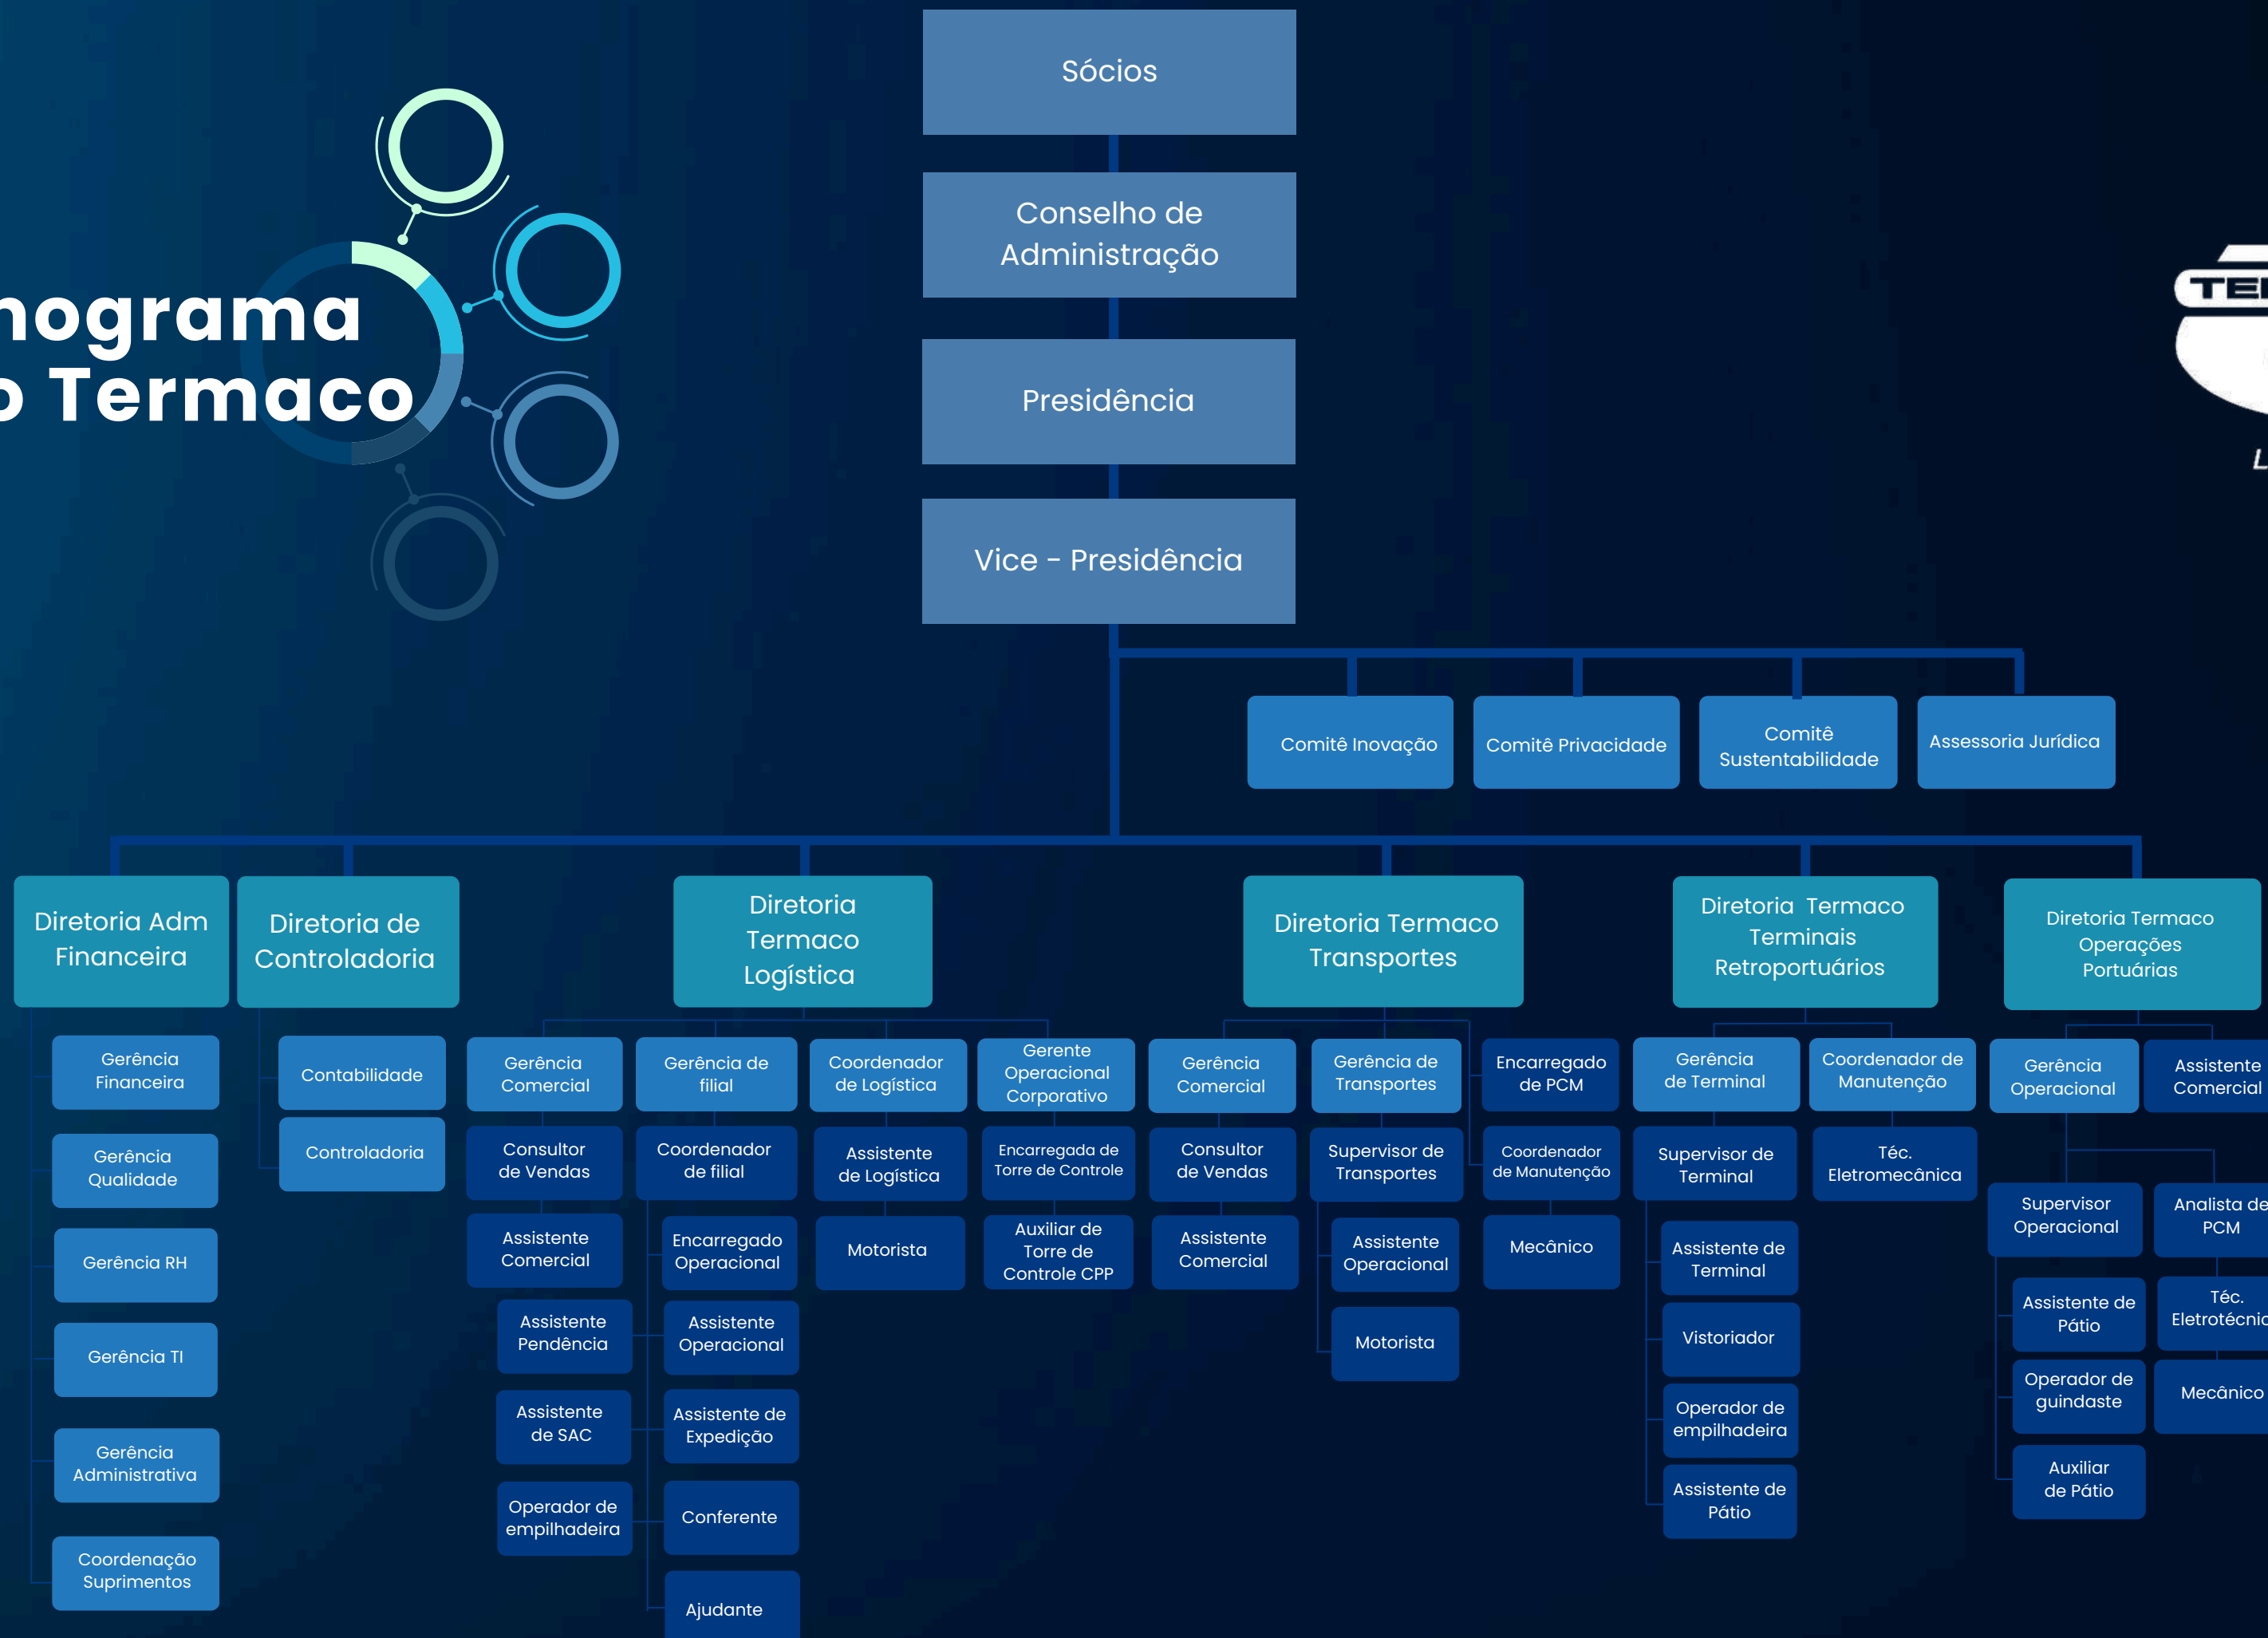 Sócios
Conselho de
Administração
nograma
o Termaco
Presidência
Vice - Presidência
Comitê Inovação
Comitê Privacidade
Comitê
Sustentabilidade
Assessoria Jurídica
Diretoria Adm
Financeira
Diretoria de
Controladoria
Diretoria
Termaco
Logística
Diretoria Termaco
Transportes
Diretoria Termaco
Terminais
Retroportuários
Diretoria Termaco
Operações
Portuárias
Gerência
Financeira
Gerência
Qualidade
Gerência RH
Gerência TI
Gerência
Administrativa
Coordenação
Suprimentos
Contabilidade
Controladoria
Gerência
Comercial
Consultor
de Vendas
Assistente
Comercial
Gerência de
filial
Coordenador
de filial
Encarregado
Operacional
Assistente
Pendência
Assistente
Operacional
Assistente
de SAC
Assistente de
Expedição
Operador de
empilhadeira
Conferente
Ajudante
Coordenador
de Logística
Assistente
de Logística
Motorista
Gerente
Operacional
Corporativo
Encarregada de
Torre de Controle
Auxiliar de
Torre de
Controle CPP
Gerência
Comercial
Consultor
de Vendas
Assistente
Comercial
Gerência de
Transportes
Supervisor de
Transportes
Assistente
Operacional
Motorista
Encarregado
de PCM
Coordenador
de Manutenção
Mecânico
Gerência
de Terminal
Supervisor de
Terminal
Assistente de
Terminal
Vistoriador
Operador de
empilhadeira
Assistente de
Pátio
Coordenador de
Manutenção
Téc.
Eletromecânica
Gerência
Operacional
Assistente
Comercial
Supervisor
Operacional
Assistente de
Pátio
Operador de
guindaste
Auxiliar
de Pátio
Analista de
PCM
Téc.
Eletrotécnic
Mecânico